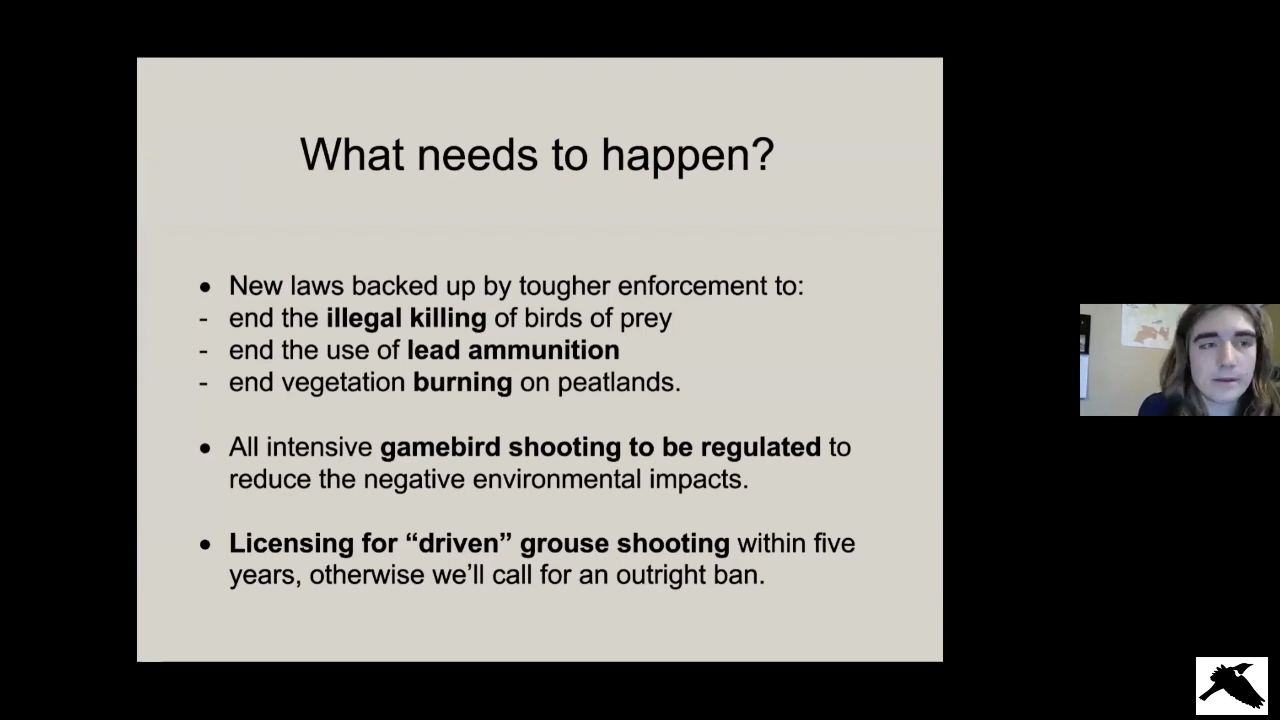 What needs to happen?
● New laws backed up by tougher enforcement to:
- end the illegal killing of birds of prey
- end the use of lead ammunition
- end vegetation burning on peatlands.
● All intensive gamebird shooting to be regulated to
reduce the negative environmental impacts.
● Licensing for “driven” grouse shooting within five
years, otherwise we’ll call for an outright ban.